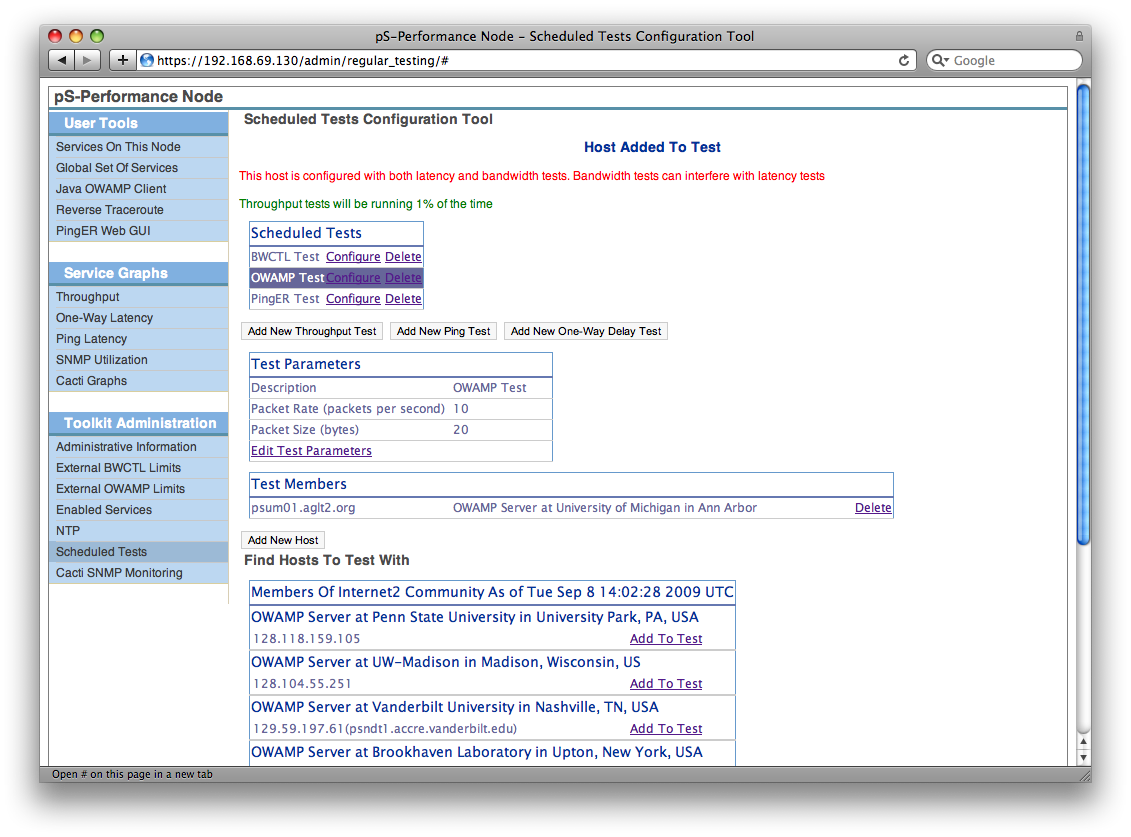 pS-Performance Node – Scheduled Tests Configuration Tool
https://192.168.69.130/admin/regular_testing/#
Google
pS-Performance Node
User Tools
Services On This Node
Global Set Of Services
Java OWAMP Client
Reverse Traceroute
PingER Web GUI
Service Graphs
Throughput
One-Way Latency
Ping Latency
SNMP Utilization
Cacti Graphs
Toolkit Administration
Administrative Information
External BWCTL Limits
External OWAMP Limits
Enabled Services
NTP
Scheduled Tests
Cacti SNMP Monitoring
Scheduled Tests Configuration Tool
Host Added To Test
This host is configured with both latency and bandwidth tests. Bandwidth tests can interfere with latency tests
Throughput tests will be running 1% of the time
Scheduled Tests
BWCTL Test Configure Delete
OWAMP Test Configure Delete
PingER Test Configure Delete
Add New Throughput Test Add New Ping Test Add New One-Way Delay Test
Test Parameters
Description OWAMP Test
Packet Rate (packets per second) 10
Packet Size (bytes) 20
Edit Test Parameters
Test Members
psum01.aglt2.org OWAMP Server at University of Michigan in Ann Arbor Delete
Add New Host
Find Hosts To Test With
Members Of Internet2 Community As of Tue Sep 8 14:02:28 2009 UTC
OWAMP Server at Penn State University in University Park, PA, USA
128.118.159.105 Add To Test
OWAMP Server at UW-Madison in Madison, Wisconsin, US
128.104.55.251 Add To Test
OWAMP Server at Vanderbilt University in Nashville, TN, USA
129.59.197.61(psndt1.accre.vanderbilt.edu) Add To Test
OWAMP Server at Brookhaven Laboratory in Upton, New York, USA
Open # on this page in a new tab